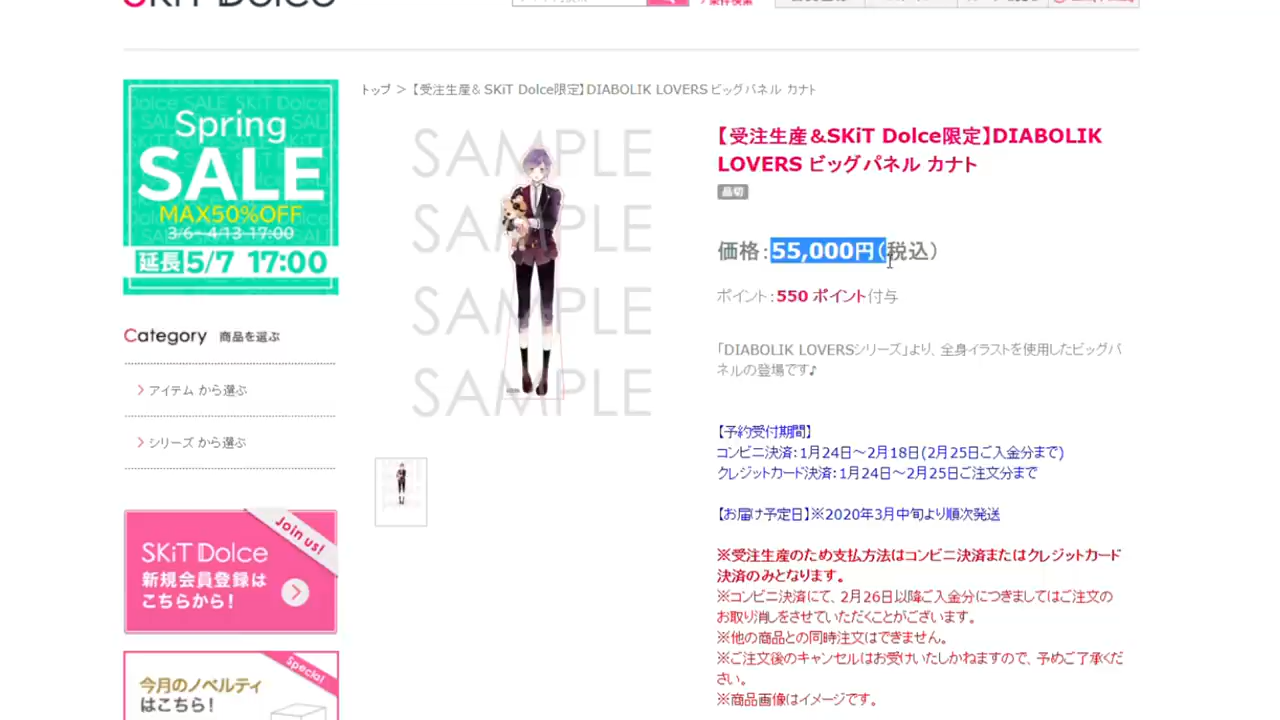 SKiT Dolce
条件検索
トップ > 【受注生産& SKiT Dolce限定】DIABOLIK LOVERS ビッグパネル カナト
Spring
SALE
MAX50%OFF
3/6~4/13 17:00
延長5/7 17:00
SAMPLE
SAMPLE
SAMPLE
SAMPLE
【受注生産&SKiT Dolce限定】DIABOLIK
LOVERS ビッグパネル カナト
品切
価格:55,000円(税込)
ポイント:550 ポイント付与
「DIABOLIK LOVERSシリーズ」より、全身イラストを使用したビッグパ
ネルの登場です♪
【予約受付期間】
コンビニ決済:1月24日~2月18日(2月25日ご入金分まで)
クレジットカード決済:1月24日~2月25日ご注文分まで
【お届け予定日】※2020年3月中旬より順次発送
※受注生産のため支払方法はコンビニ決済またはクレジットカード
決済のみとなります。
※コンビニ決済にて、2月26日以降ご入金分につきましてはご注文の
お取り消しをさせていただくことがございます。
※他の商品との同時注文はできません。
※ご注文後のキャンセルはお受けいたしかねますので、予めご了承くだ
さい。
※商品画像はイメージです。
Category 商品を選ぶ
アイテム から選ぶ
シリーズ から選ぶ
Join us!
SKiT Dolce
新規会員登録は
こちらから!
Special
今月のノベルティ
はこちら!